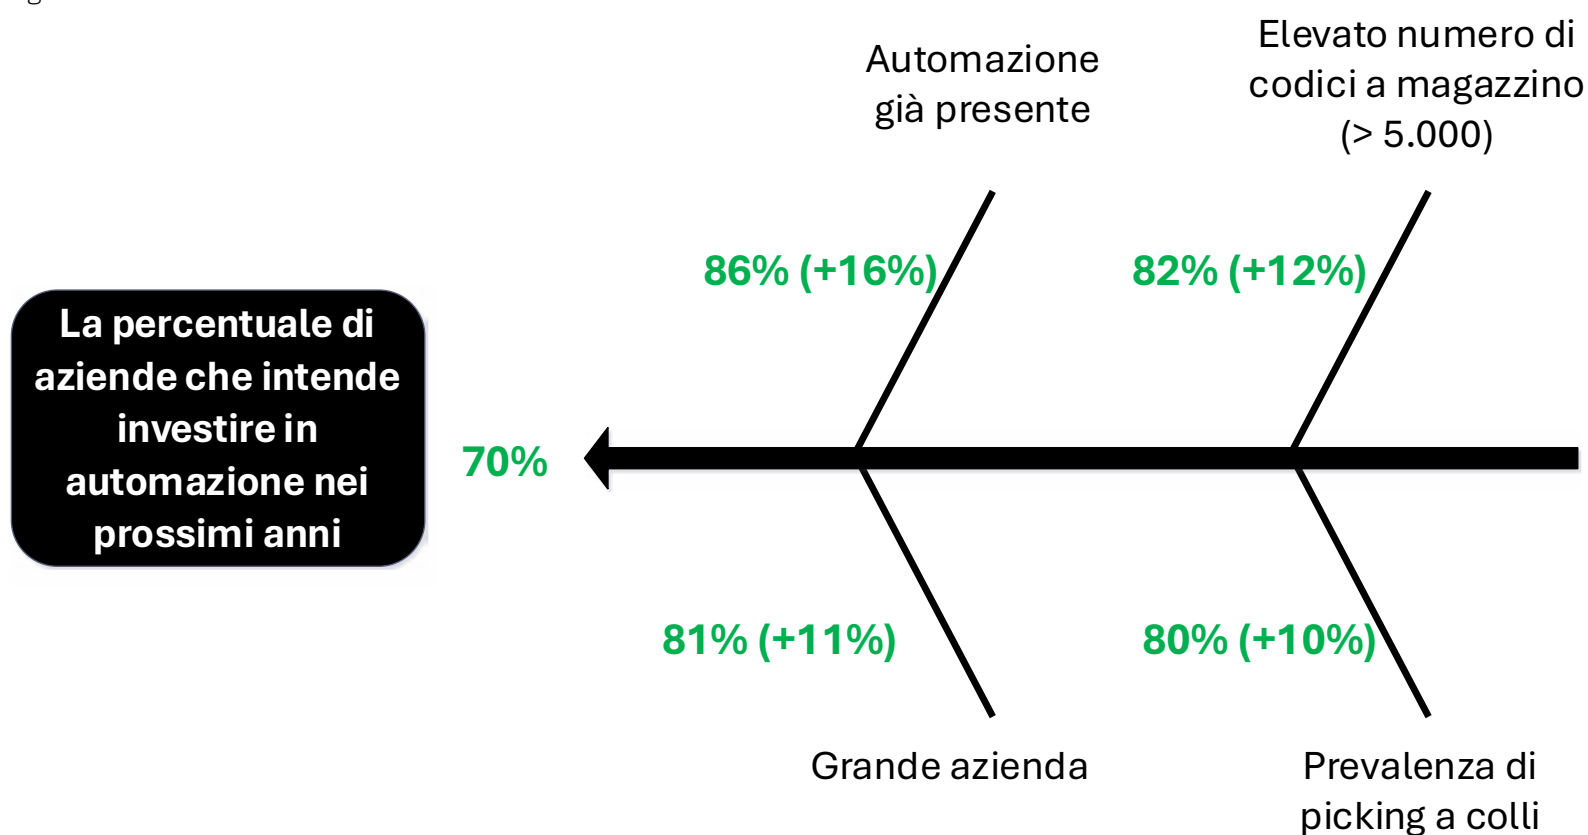 Automazione
già presente
Elevato numero di
codici a magazzino
(> 5.000)
86% (+16%)
82% (+12%)
La percentuale di
aziende che intende
investire in
automazione nei
prossimi anni
70%
81% (+11%)
80% (+10%)
Grande azienda
Prevalenza di
picking a colli